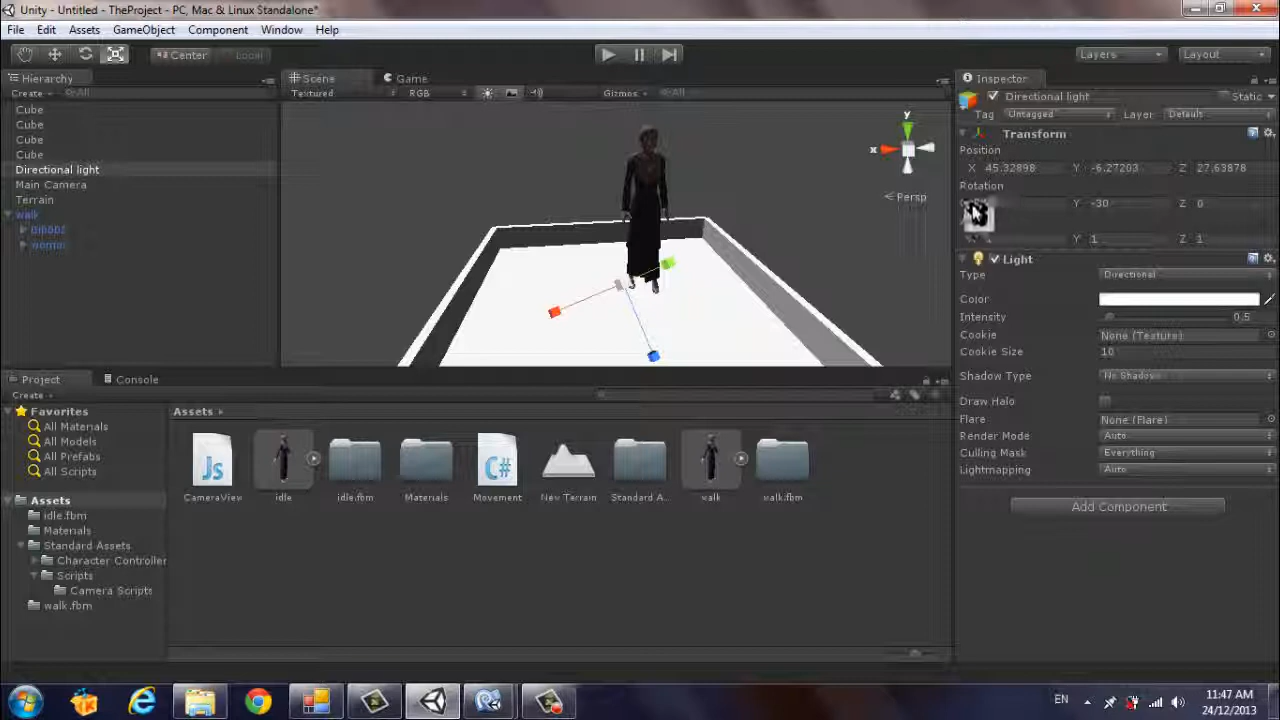 Unity - Untitled - TheProject - PC, Mac & Linux Standalone*
File Edit Assets GameObject Component Window Help
Center Local Layers Layout
Hierarchy
Create All
Cube
Cube
Cube
Cube
Directional light
Main Camera
Terrain
walk
Bip001
Scene Game
Textured RGB Gizmos All
y
x
Persp
Inspector
Directional light Static
Tag Untagged Layer Default
Transform
Position
X 45.32898 Y -6.27203 Z 27.63878
Rotation
Y -30 Z 0
Y 1 Z 1
Light
Type Directional
Color
Intensity 0.5
Cookie None (Texture)
Cookie Size 10
Shadow Type No Shadows
Draw Halo
Flare None (Flare)
Render Mode Auto
Culling Mask Everything
Lightmapping Auto
Add Component
Project Console
Create
Favorites
All Materials
All Models
All Prefabs
All Scripts
Assets
idle.fbm
Materials
Standard Assets
Character Controller
Scripts
Camera Scripts
walk.fbm
Assets
Js
C#
CameraView idle idle.fbm Materials Movement New Terrain Standard A... walk walk.fbm
EN
11:47 AM
24/12/2013